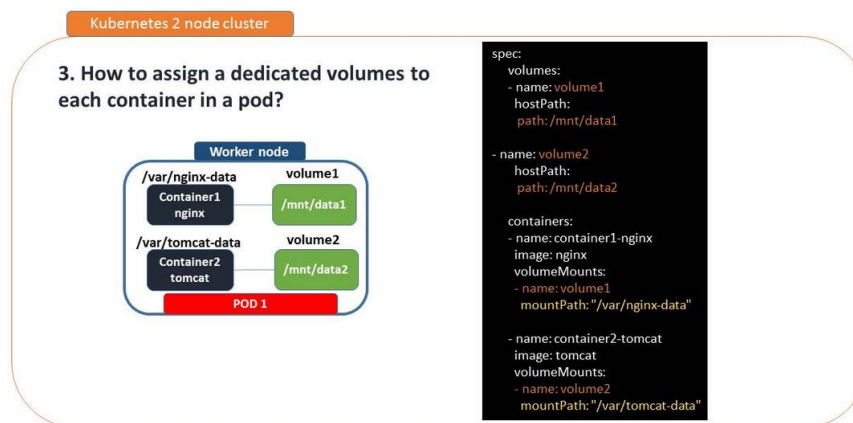 Kubernetes 2 node cluster
3. How to assign a dedicated volumes to
each container in a pod?
Worker node
/var/nginx-data
volume1
Container1
nginx
/mnt/data1
/var/tomcat-data
volume2
Container2
tomcat
/mnt/data2
POD 1
spec:
volumes:
- name: volume1
hostPath:
path: /mnt/data1
- name: volume2
hostPath:
path: /mnt/data2
containers:
- name: container1-nginx
image: nginx
volumeMounts:
- name: volume1
mountPath: "/var/nginx-data"
- name: container2-tomcat
image: tomcat
volumeMounts:
- name: volume2
mountPath: "/var/tomcat-data"